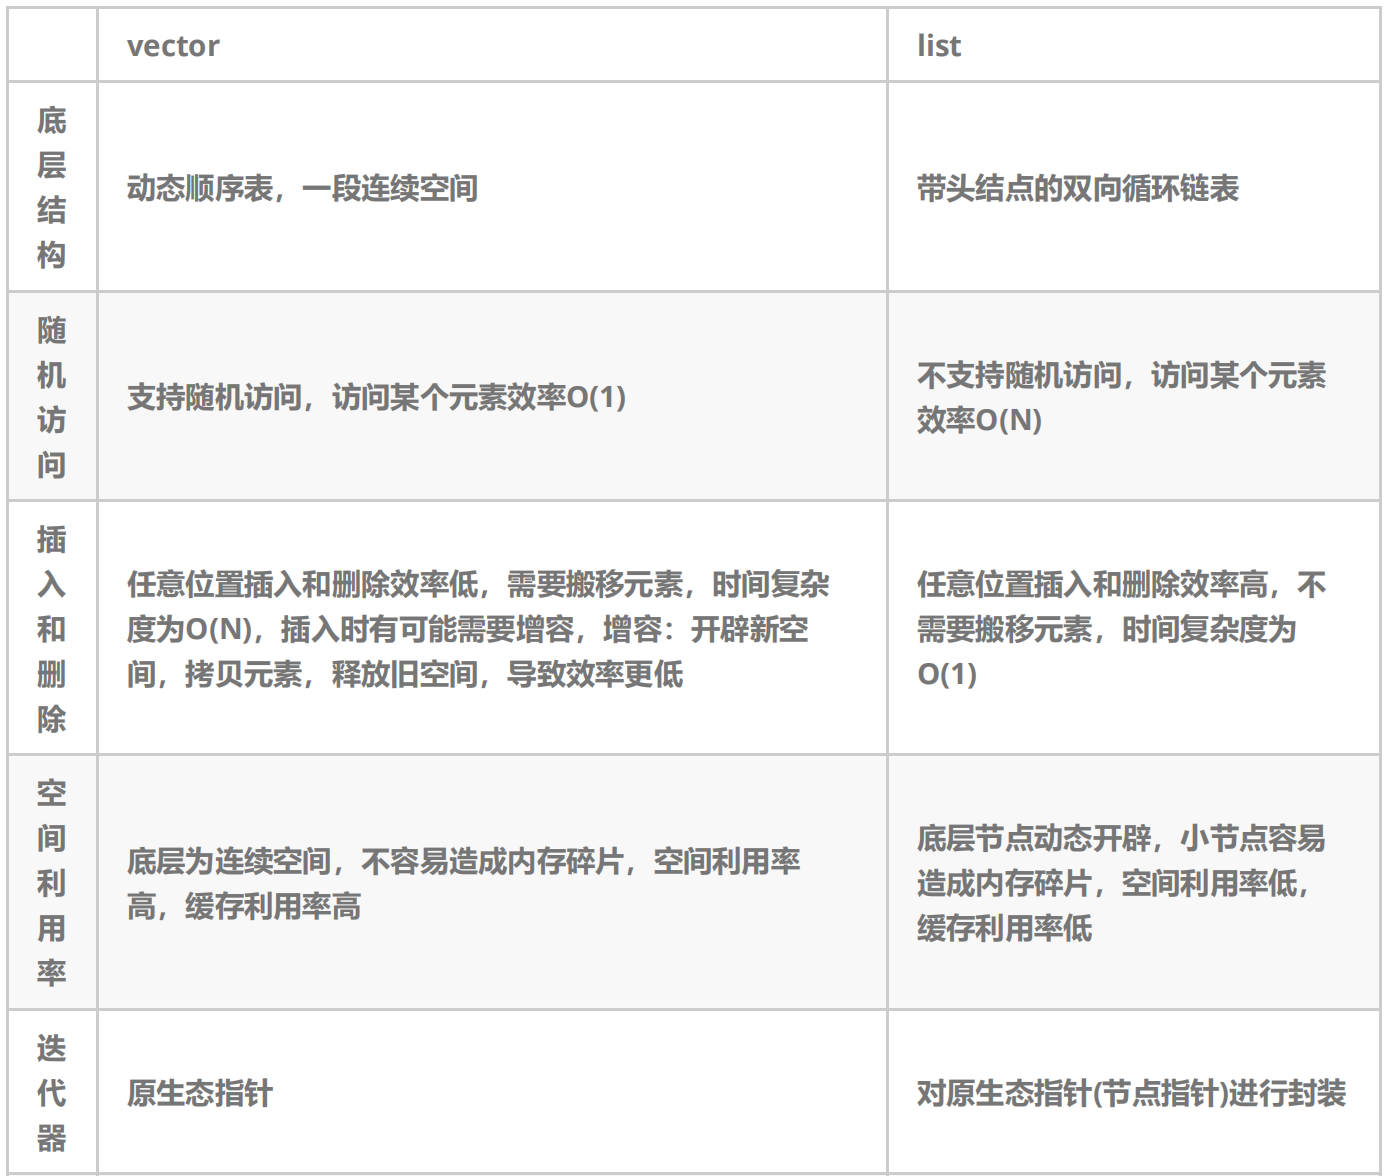 vector
list
底层结构
动态顺序表，一段连续空间
带头结点的双向循环链表
随机访问
支持随机访问，访问某个元素效率O(1)
不支持随机访问，访问某个元素
效率O(N)
插入和删除
任意位置插入和删除效率低，需要搬移元素，时间复杂
度为O(N)，插入时有可能需要增容，增容：开辟新空
间，拷贝元素，释放旧空间，导致效率更低
任意位置插入和删除效率高，不
需要搬移元素，时间复杂度为
O(1)
空间利用率
底层为连续空间，不容易造成内存碎片，空间利用率
高，缓存利用率高
底层节点动态开辟，小节点容易
造成内存碎片，空间利用率低，
缓存利用率低
迭代器
原生态指针
对原生态指针(节点指针)进行封装